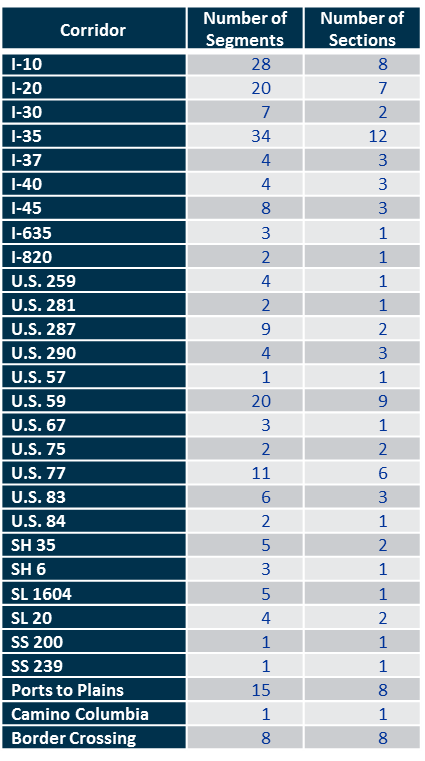 Corridor Number of Segments Number of Sections
I-10 28 8
I-20 20 7
I-30 7 2
I-35 34 12
I-37 4 3
I-40 4 3
I-45 8 3
I-635 3 1
I-820 2 1
U.S. 259 4 1
U.S. 281 2 1
U.S. 287 9 2
U.S. 290 4 3
U.S. 57 1 1
U.S. 59 20 9
U.S. 67 3 1
U.S. 75 2 2
U.S. 77 11 6
U.S. 83 6 3
U.S. 84 2 1
SH 35 5 2
SH 6 3 1
SL 1604 5 1
SL 20 4 2
SS 200 1 1
SS 239 1 1
Ports to Plains 15 8
Camino Columbia 1 1
Border Crossing 8 8